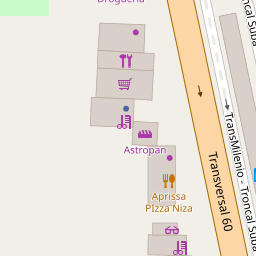 Droguería
Astropan
Aprissa
PIzza Niza
Transversal 60
TransMilenio - Troncal Suba
Troncal Suba